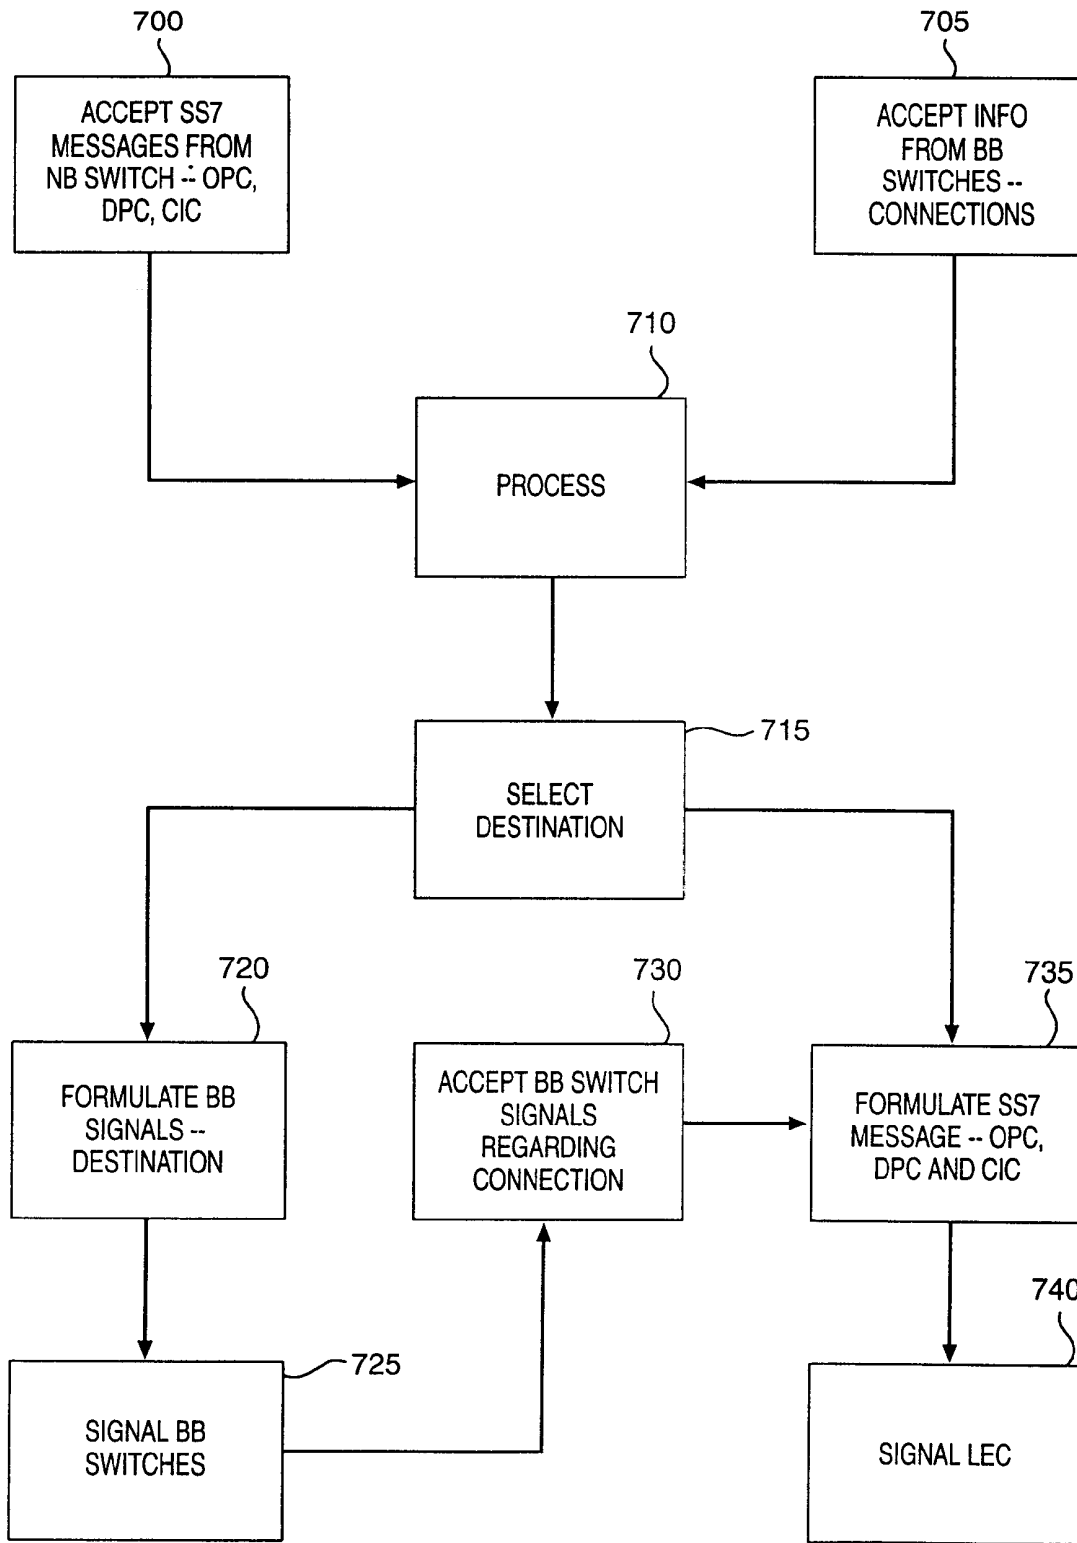 700
705
ACCEPT SS7
MESSAGES FROM
NB SWITCH -- OPC,
DPC, CIC
ACCEPT INFO
FROM BB
SWITCHES --
CONNECTIONS
710
PROCESS
715
SELECT
DESTINATION
720
730
735
FORMULATE BB
SIGNALS --
DESTINATION
ACCEPT BB SWITCH
SIGNALS
REGARDING
CONNECTION
FORMULATE SS7
MESSAGE -- OPC,
DPC AND CIC
725
740
SIGNAL BB
SWITCHES
SIGNAL LEC